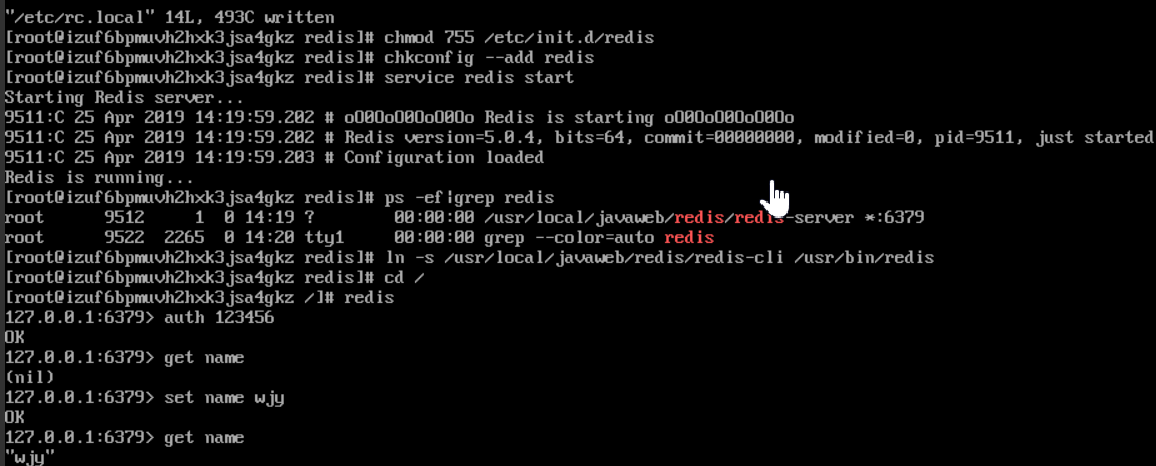 "/etc/rc.local" 14L, 493C written
[root@izuf6bpmuvh2hxk3jsa4gkz redis]# chmod 755 /etc/init.d/redis
[root@izuf6bpmuvh2hxk3jsa4gkz redis]# chkconfig --add redis
[root@izuf6bpmuvh2hxk3jsa4gkz redis]# service redis start
Starting Redis server...
9511:C 25 Apr 2019 14:19:59.202 # oO0OoO0OoO0Oo Redis is starting oO0OoO0OoO0Oo
9511:C 25 Apr 2019 14:19:59.202 # Redis version=5.0.4, bits=64, commit=00000000, modified=0, pid=9511, just started
9511:C 25 Apr 2019 14:19:59.203 # Configuration loaded
Redis is running...
[root@izuf6bpmuvh2hxk3jsa4gkz redis]# ps -ef|grep redis
root      9512     1  0 14:19 ?        00:00:00 /usr/local/javaweb/redis/redis-server *:6379
root      9522  2265  0 14:20 tty1     00:00:00 grep --color=auto redis
[root@izuf6bpmuvh2hxk3jsa4gkz redis]# ln -s /usr/local/javaweb/redis/redis-cli /usr/bin/redis
[root@izuf6bpmuvh2hxk3jsa4gkz redis]# cd /
[root@izuf6bpmuvh2hxk3jsa4gkz /]# redis
127.0.0.1:6379> auth 123456
OK
127.0.0.1:6379> get name
(nil)
127.0.0.1:6379> set name wjy
OK
127.0.0.1:6379> get name
"wjy"